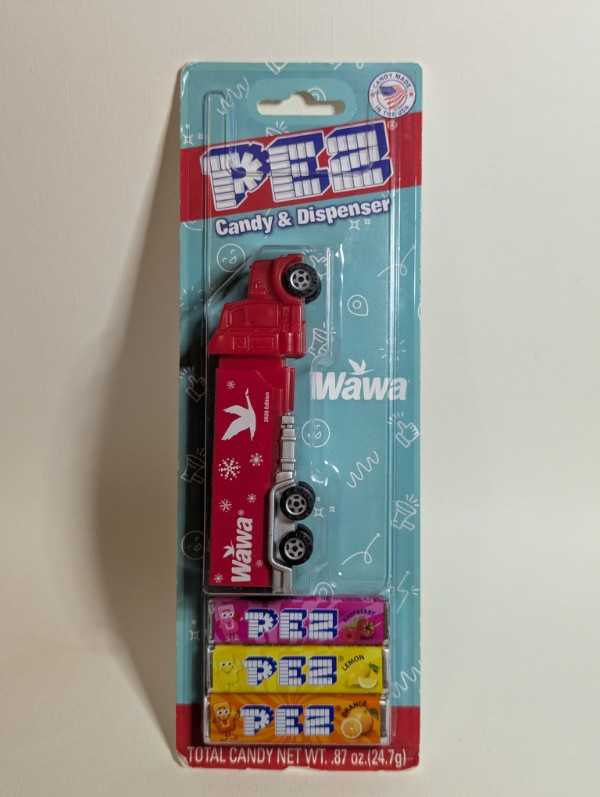 CANDY MADE
IN THE USA
PEZ®
Candy & Dispenser
Wawa®
2020 Edition
Wawa®
PEZ
RASPBERRY
PEZ®
LEMON
PEZ®
ORANGE
TOTAL CANDY NET WT. .87 oz.(24.7g)